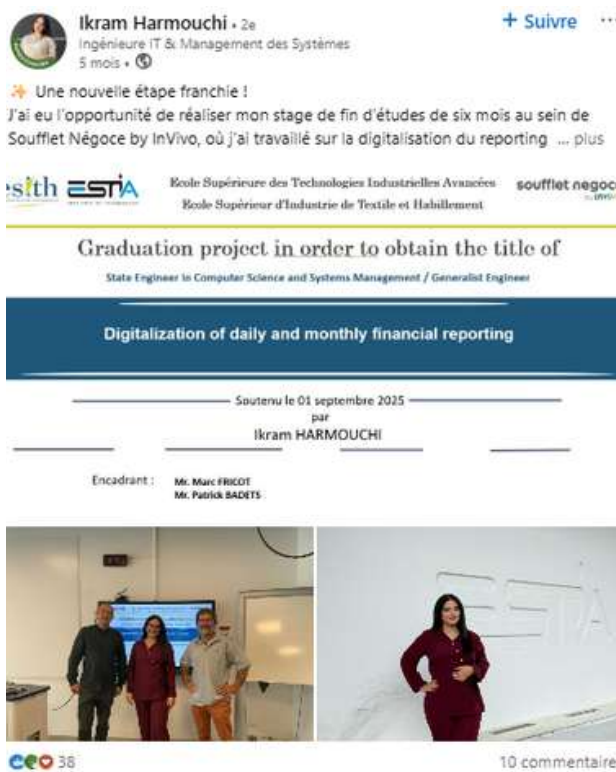 Ikram Harmouchi • 2e
+ Suivre ...
Ingénieure IT & Management des Systèmes
5 mois •
✨ Une nouvelle étape franchie !
J'ai eu l'opportunité de réaliser mon stage de fin d'études de six mois au sein de
Soufflet Négoce by InVivo, où j'ai travaillé sur la digitalisation du reporting ... plus
esith ESTIA
Ecole Supérieure des Technologies Industrielles Avancées
Ecole Supérieur d'Industrie de Textile et Habillement
soufflet negoce
Graduation project in order to obtain the title of
State Engineer in Computer Science and Systems Management / Generalist Engineer
Digitalization of daily and monthly financial reporting
Soutenu le 01 septembre 2025
par
Ikram HARMOUCHI
Encadrant : Mr. Marc FRICOT
Mr. Patrick BADETS
ESTIA
38
10 commentaire